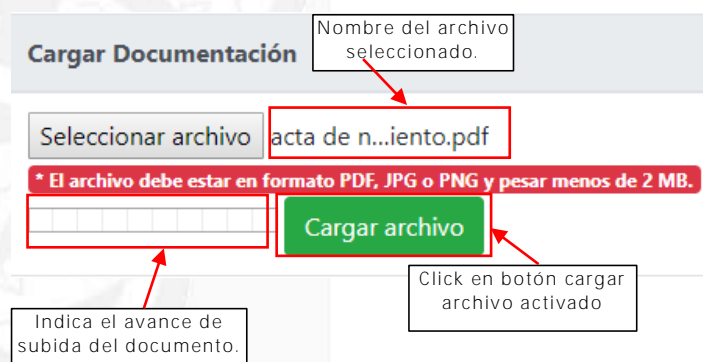 Nombre del archivo
seleccionado.
Cargar Documentación
Seleccionar archivo acta de n...iento.pdf
* El archivo debe estar en formato PDF, JPG o PNG y pesar menos de 2 MB.
Cargar archivo
Click en botón cargar
archivo activado
Indica el avance de
subida del documento.